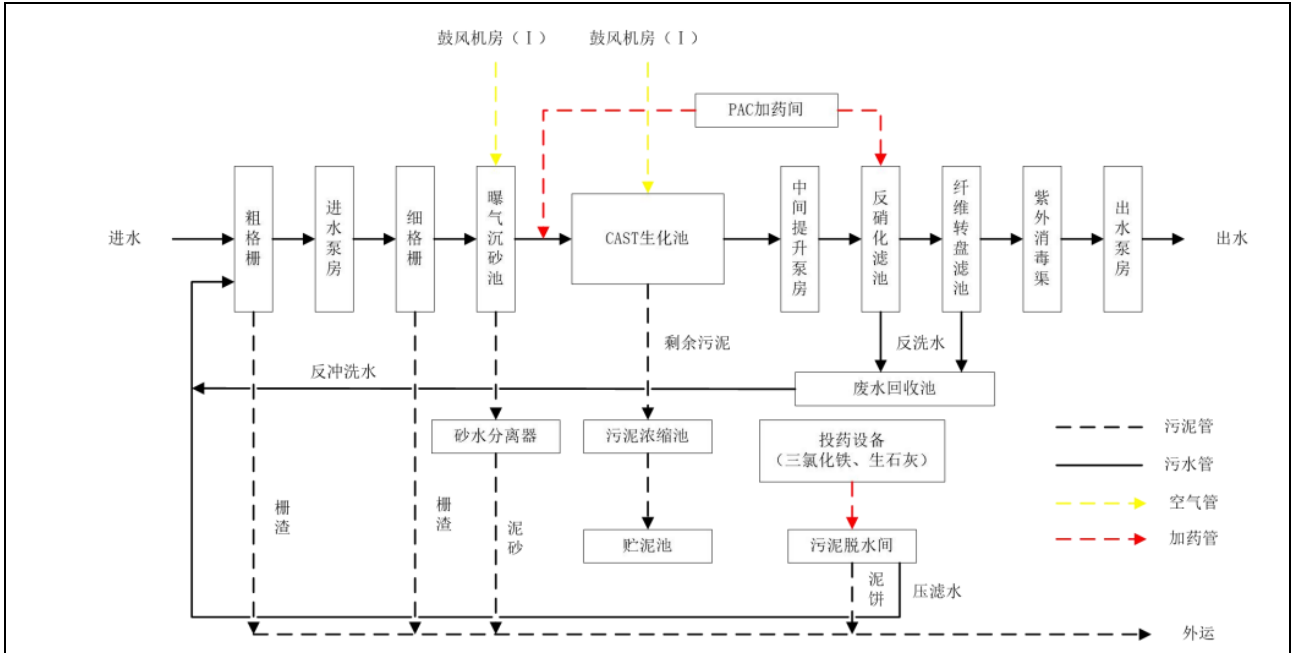 鼓风机房（Ⅰ）
鼓风机房（Ⅰ）
PAC加药间
进水
粗格栅
进水泵房
细格栅
曝气沉砂池
CAST生化池
中间提升泵房
反硝化滤池
纤维转盘滤池
紫外消毒渠
出水泵房
出水
剩余污泥
反洗水
反冲洗水
废水回收池
砂水分离器
污泥浓缩池
投药设备
（三氯化铁、生石灰）
污泥管
污水管
空气管
加药管
栅渣
栅渣
泥砂
贮泥池
污泥脱水间
泥饼
压滤水
外运